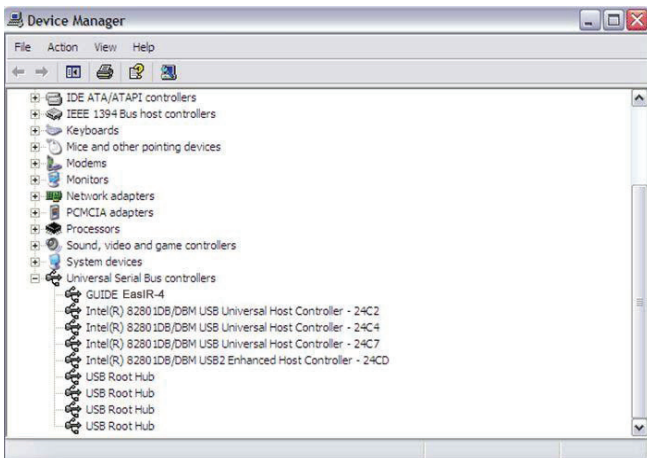 Device Manager
File Action View Help
IDE ATA/ATAPI controllers
IEEE 1394 Bus host controllers
Keyboards
Mice and other pointing devices
Modems
Monitors
Network adapters
PCMCIA adapters
Processors
Sound, video and game controllers
System devices
Universal Serial Bus controllers
GUIDE EasIR-4
Intel(R) 82801DB/DBM USB Universal Host Controller - 24C2
Intel(R) 82801DB/DBM USB Universal Host Controller - 24C4
Intel(R) 82801DB/DBM USB Universal Host Controller - 24C7
Intel(R) 82801DB/DBM USB2 Enhanced Host Controller - 24CD
USB Root Hub
USB Root Hub
USB Root Hub
USB Root Hub